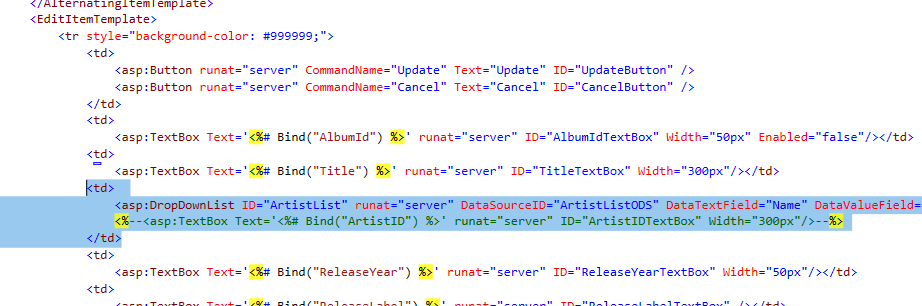 </AlternatingItemTemplate>
<EditItemTemplate>
<tr style="background-color: #999999;">
<td>
<asp:Button runat="server" CommandName="Update" Text="Update" ID="UpdateButton" />
<asp:Button runat="server" CommandName="Cancel" Text="Cancel" ID="CancelButton" />
</td>
<td>
<asp:TextBox Text='<%# Bind("AlbumId") %>' runat="server" ID="AlbumIdTextBox" Width="50px" Enabled="false"/></td>
<td>
<asp:TextBox Text='<%# Bind("Title") %>' runat="server" ID="TitleTextBox" Width="300px"/></td>
<td>
<asp:DropDownList ID="ArtistList" runat="server" DataSourceID="ArtistListODS" DataTextField="Name" DataValueField=
<%--<asp:TextBox Text='<%# Bind("ArtistID") %>' runat="server" ID="ArtistIDTextBox" Width="300px"/>--%>
</td>
<td>
<asp:TextBox Text='<%# Bind("ReleaseYear") %>' runat="server" ID="ReleaseYearTextBox" Width="50px"/></td>
<td>
<asp:TextBox Text='<%# Bind("ReleaseLabel") %>' runat="server" ID="ReleaseLabelTextBox" Width="300px"/></td>